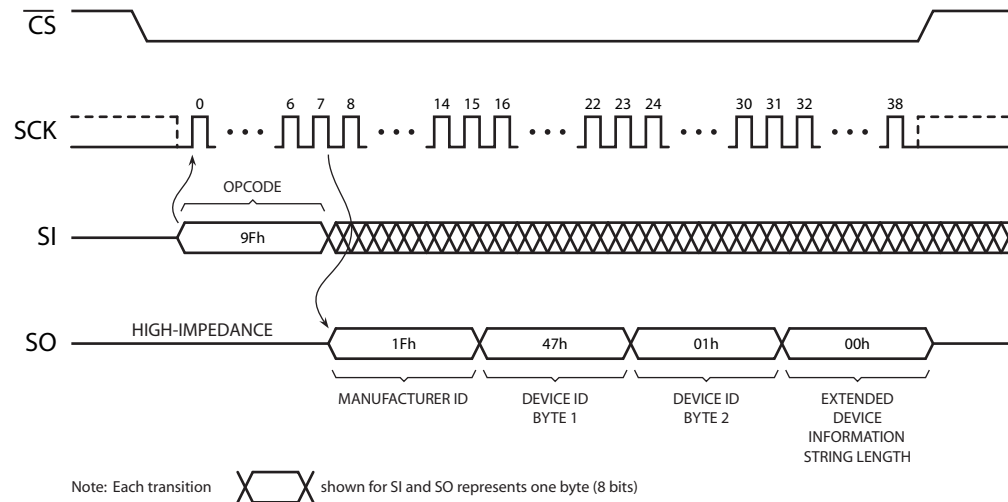 CS
SCK
0 6 7 8 14 15 16 22 23 24 30 31 32 38
OPCODE
SI
9Fh
HIGH-IMPEDANCE
SO
1Fh 47h 01h 00h
MANUFACTURER ID
DEVICE ID
BYTE 1
DEVICE ID
BYTE 2
EXTENDED
DEVICE
INFORMATION
STRING LENGTH
Note: Each transition shown for SI and SO represents one byte (8 bits)